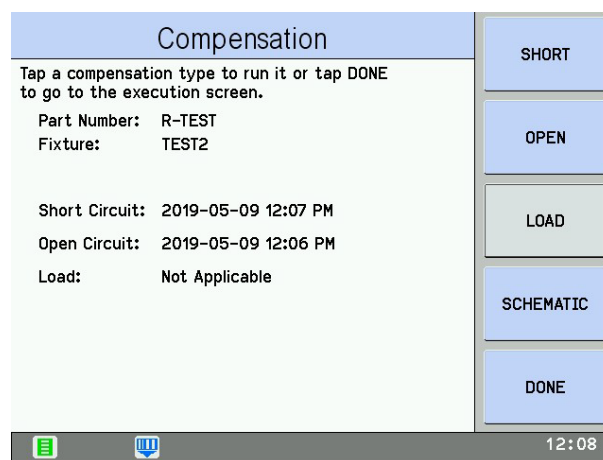 Compensation
Tap a compensation type to run it or tap DONE
to go to the execution screen.
Part Number: R-TEST
Fixture: TEST2
Short Circuit: 2019-05-09 12:07 PM
Open Circuit: 2019-05-09 12:06 PM
Load: Not Applicable
SHORT
OPEN
LOAD
SCHEMATIC
DONE
12:08